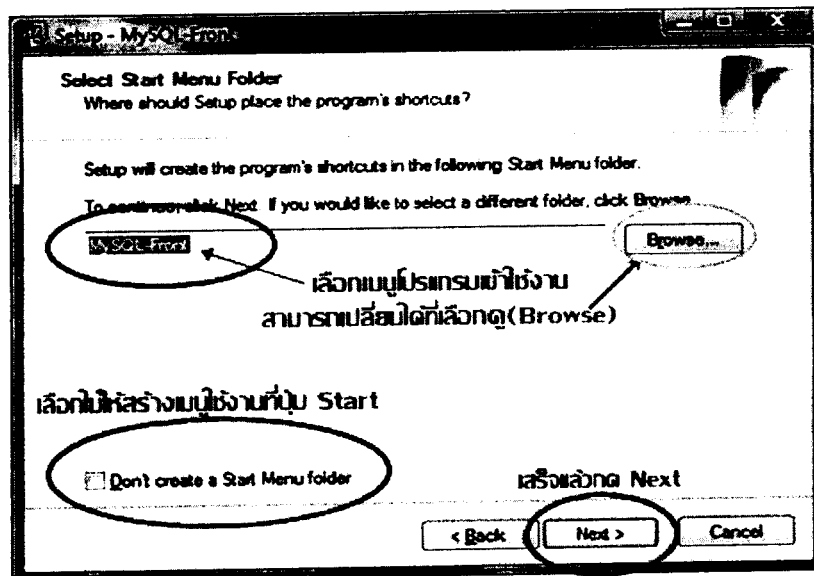 Setup - MySQL-Front
Select Start Menu Folder
Where should Setup place the program's shortcuts?
Setup will create the program's shortcuts in the following Start Menu folder.
To continue, click Next. If you would like to select a different folder, click Browse.
MySQL-Front
Browse...
เลือกเมนูโปรแกรมเข้าใช้งาน
สามารถเปลี่ยนได้ที่เลือกดู(Browse)
เลือกไม่ให้สร้างเมนูใช้งานที่ปุ่ม Start
Don't create a Start Menu folder
เสร็จแล้วกด Next
< Back
Next >
Cancel